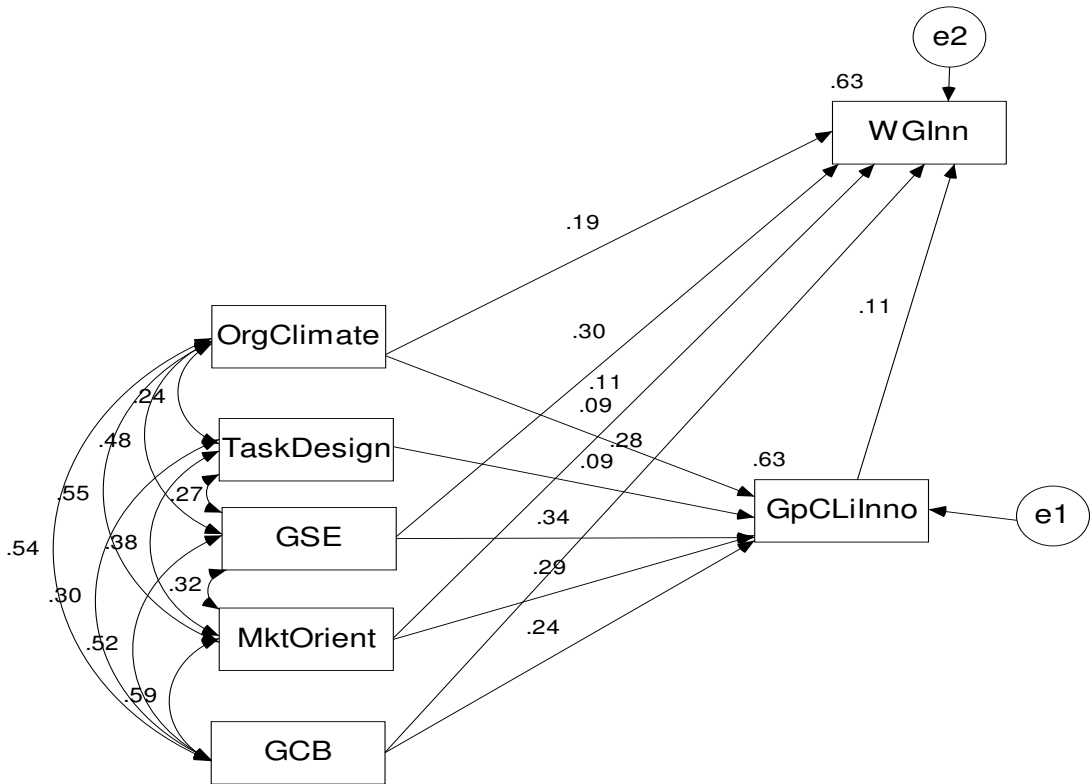 e2
.63
WGInn
.19
OrgClimate
.11
.30
.24
.11
.09
TaskDesign
.48
.28
.09
.63
.55
.27
GpCLiInno
e1
GSE
.34
.54
.38
.29
.30
.32
.24
MktOrient
.52
.59
GCB